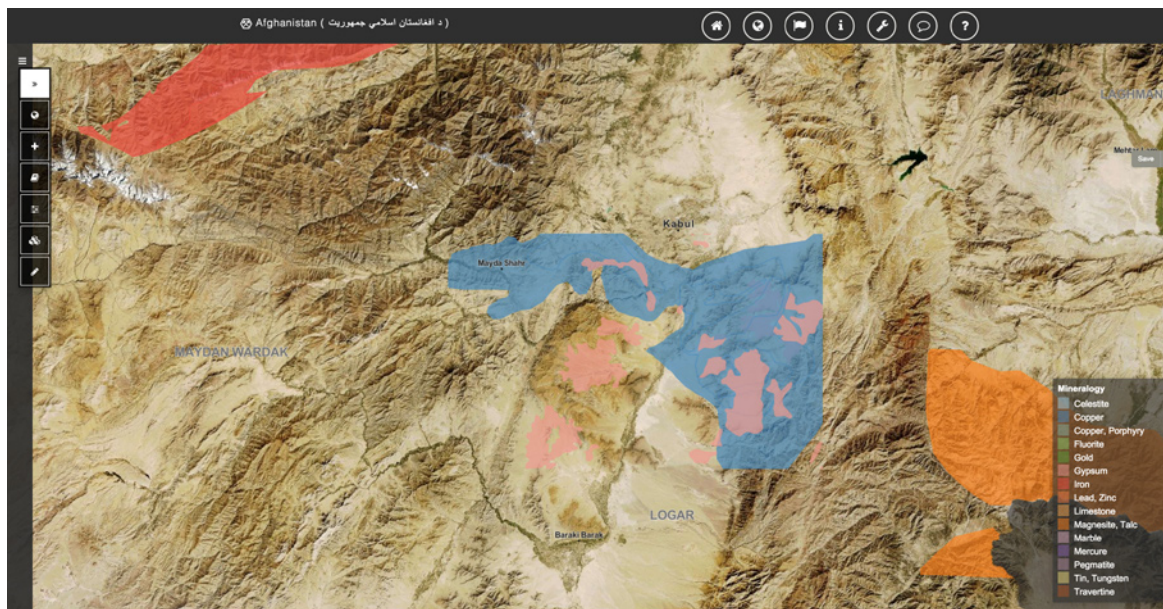 Afghanistan ( د افغانستان اسلامي جمهوریت )
?
LAGHMAN
Save
Kabul
Mayda Shahr
MAYDAN WARDAK
LOGAR
Baraki Barak
Mineralogy
Celestite
Copper
Copper, Porphyry
Fluorite
Gold
Gypsum
Iron
Lead, Zinc
Limestone
Magnesite, Talc
Marble
Mercure
Pegmatite
Tin, Tungsten
Travertine